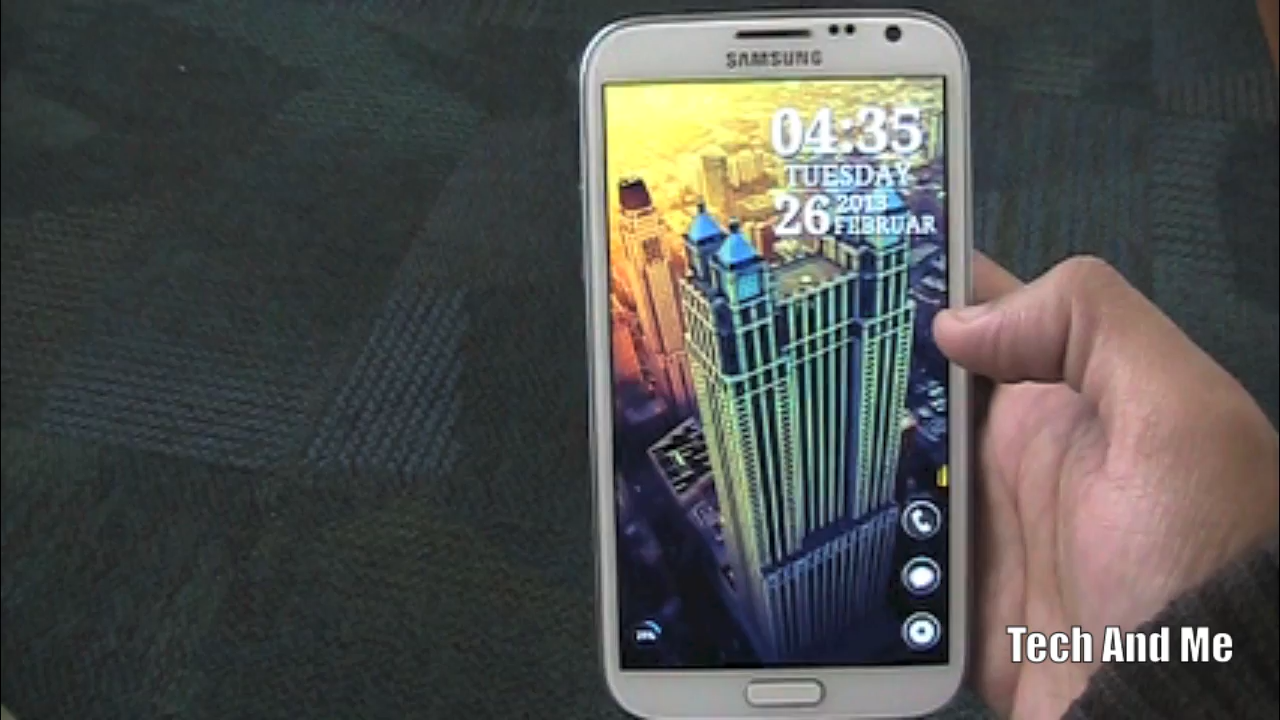 SAMSUNG
04:35
TUESDAY
26 2013
FEBRUAR
Tech And Me